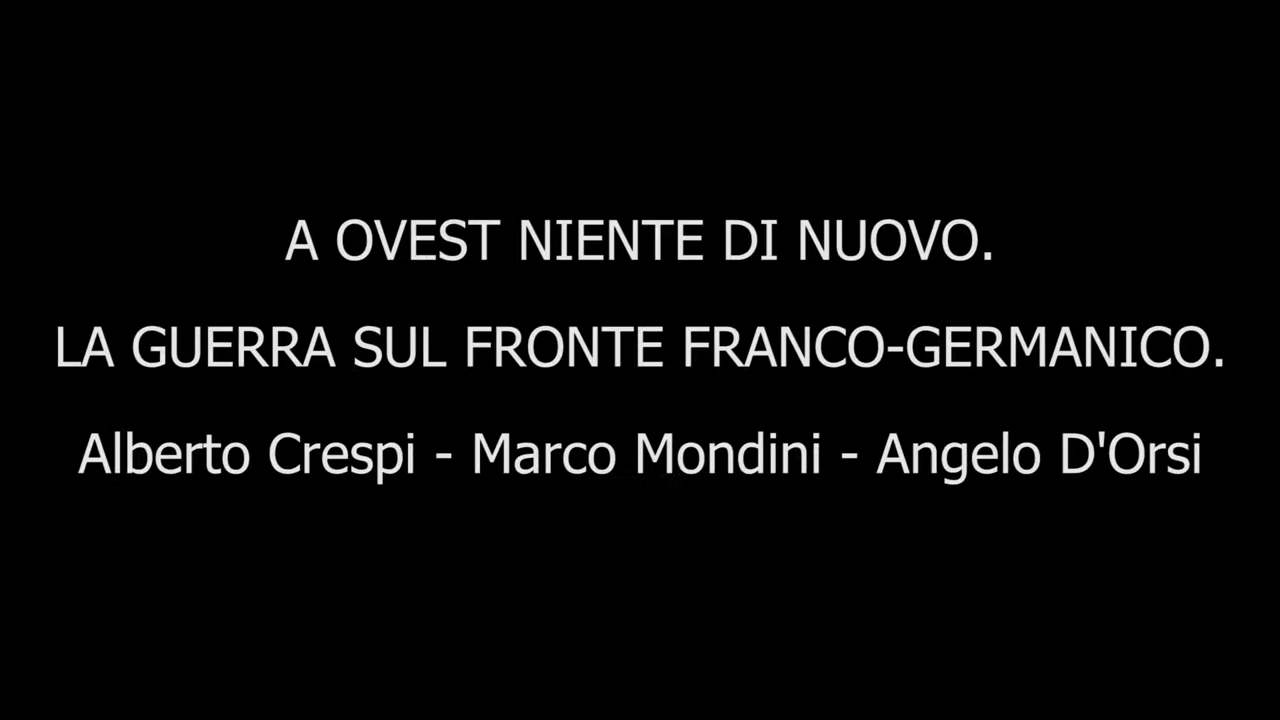 A OVEST NIENTE DI NUOVO.
LA GUERRA SUL FRONTE FRANCO-GERMANICO.
Alberto Crespi - Marco Mondini - Angelo D'Orsi